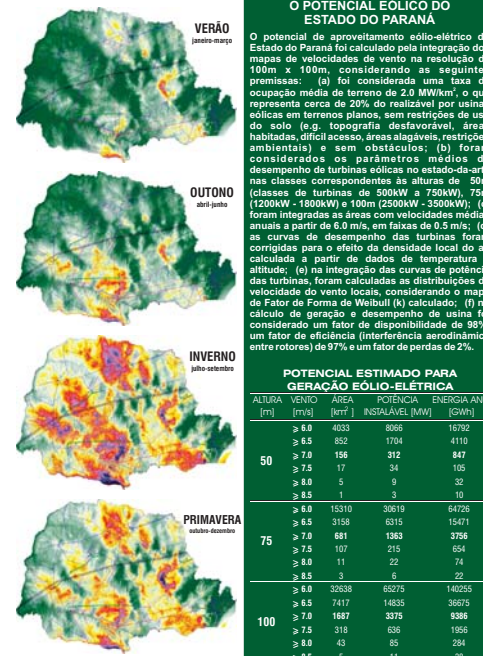 VERÃO
janeiro-março
OUTONO
abril-junho
INVERNO
julho-setembro
PRIMAVERA
outubro-dezembro
O POTENCIAL EÓLICO DO
ESTADO DO PARANÁ
O potencial de aproveitamento eólio-elétrico d
Estado do Paraná foi calculado pela integração do
mapas de velocidades de vento na resolução d
100m x 100m, considerando as seguinte
premissas: (a) foi considerada uma taxa d
ocupação média de terreno de 2.0 MW/km², o qu
representa cerca de 20% do realizável por usina
eólicas em terrenos planos, sem restrições de us
do solo (e.g. topografia desfavorável, área
habitadas, difícil acesso, áreas alagáveis, restriçõe
ambientais) e sem obstáculos; (b) fora
considerados os parâmetros médios d
desempenho de turbinas eólicas no estado-da-art
nas classes correspondentes às alturas de 50
(classes de turbinas de 500kW a 750kW), 75
(1200kW - 1800kW) e 100m (2500kW - 3500kW); (
foram integradas as áreas com velocidades média
anuais a partir de 6.0 m/s, em faixas de 0.5 m/s; (
as curvas de desempenho das turbinas fora
corrigidas para o efeito da densidade local do a
calculada a partir de dados de temperatura
altitude; (e) na integração das curvas de potênci
das turbinas, foram calculadas as distribuições d
velocidade do vento locais, considerando o map
de Fator de Forma de Weibull (k) calculado; (f) n
cálculo de geração e desempenho de usina fo
considerado um fator de disponibilidade de 98%
um fator de eficiência (interferência aerodinâmic
entre rotores) de 97% e um fator de perdas de 2%.
POTENCIAL ESTIMADO PARA
GERAÇÃO EÓLIO-ELÉTRICA
ALTURA VENTO ÁREA POTÊNCIA ENERGIA AN
[m] [m/s] [km²] INSTALÁVEL [MW] [GWh]
⩾ 6.0 4033 8066 16792
⩾ 6.5 852 1704 4110
50 ⩾ 7.0 156 312 847
⩾ 7.5 17 34 105
⩾ 8.0 5 9 32
⩾ 8.5 1 3 10
⩾ 6.0 15310 30619 64726
⩾ 6.5 3158 6315 15471
75 ⩾ 7.0 681 1363 3756
⩾ 7.5 107 215 654
⩾ 8.0 11 22 74
⩾ 8.5 3 6 22
⩾ 6.0 32638 65275 140255
⩾ 6.5 7417 14835 36675
100 ⩾ 7.0 1687 3375 9386
⩾ 7.5 318 636 1956
⩾ 8.0 43 85 284